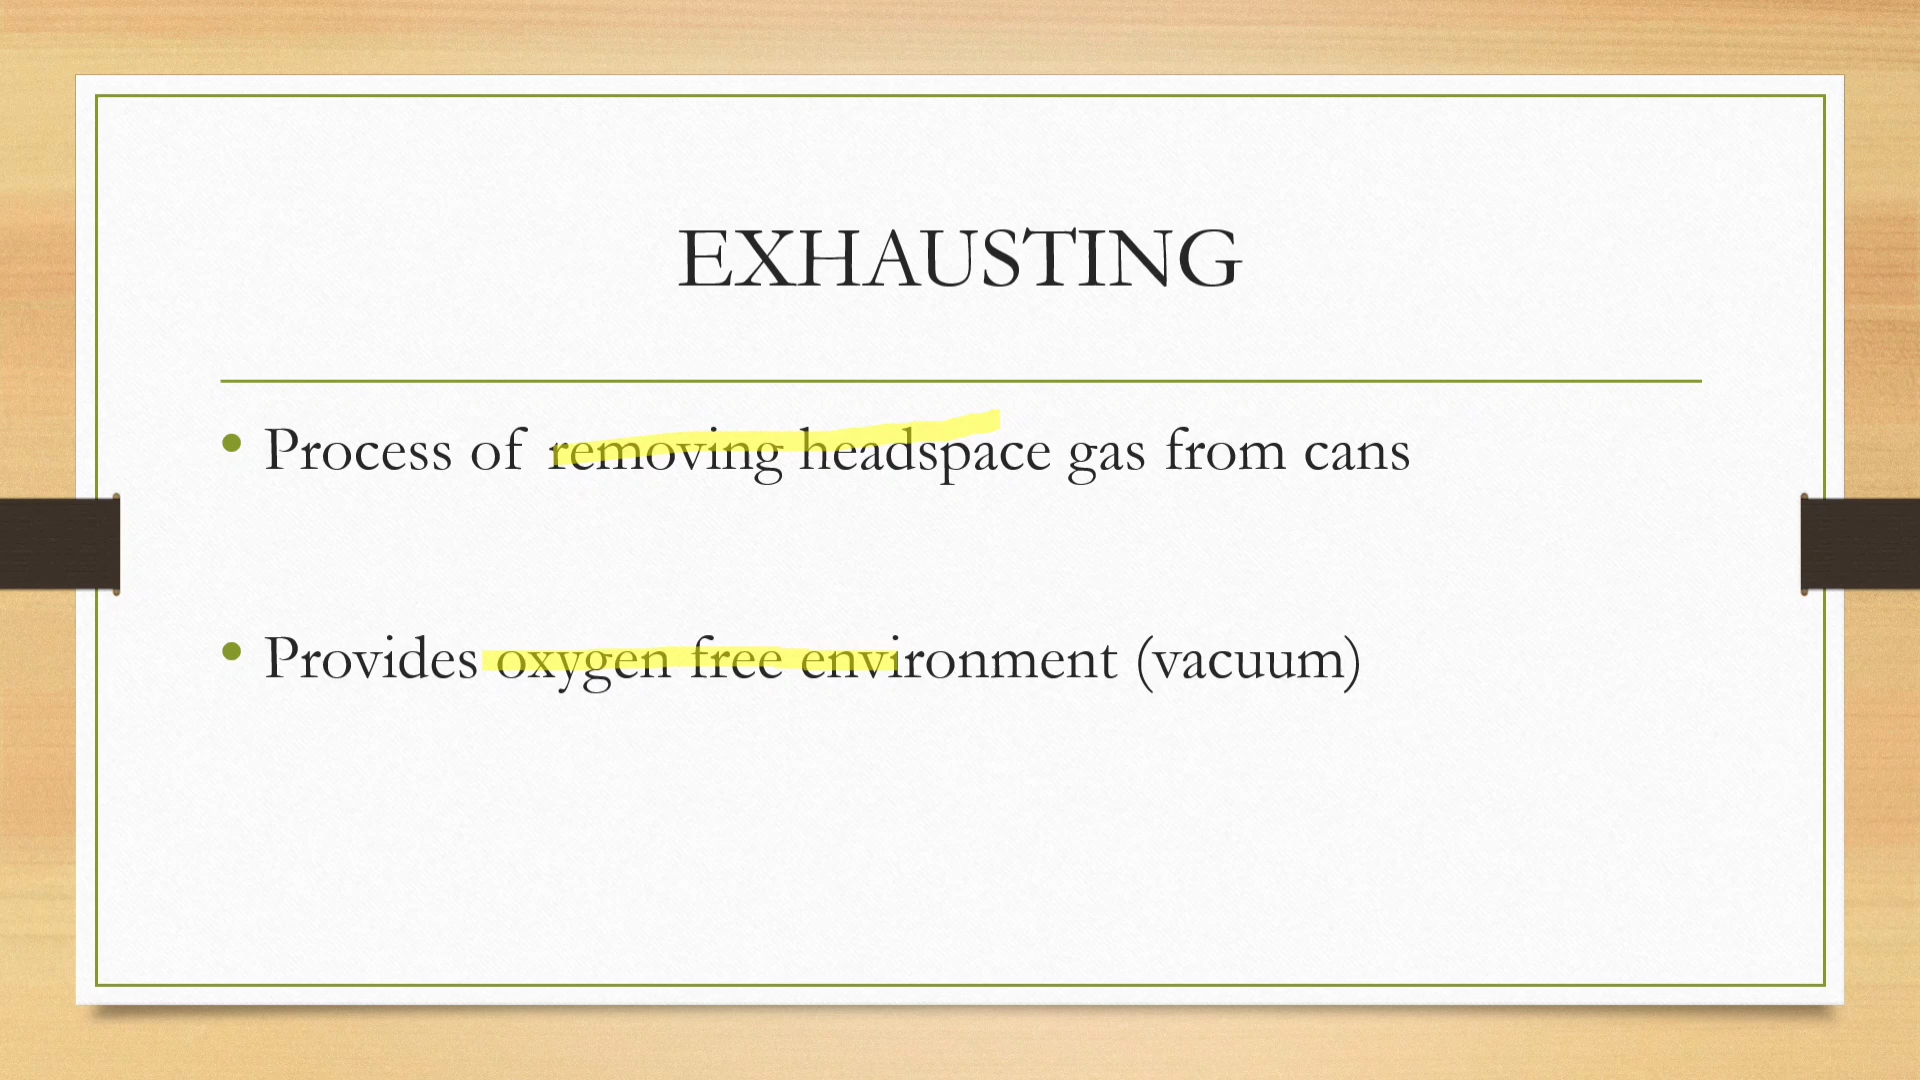 EXHAUSTING
• Process of removing headspace gas from cans
• Provides oxygen free environment (vacuum)